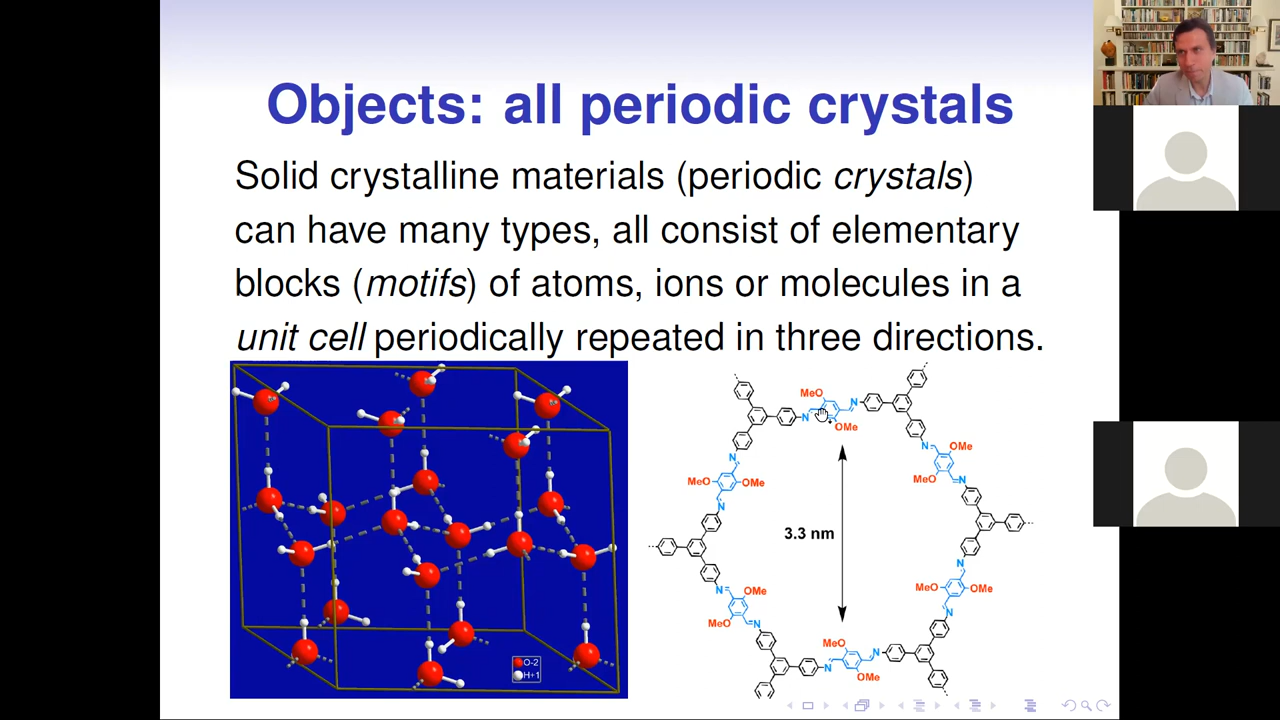 Objects: all periodic crystals
Solid crystalline materials (periodic crystals)
can have many types, all consist of elementary
blocks (motifs) of atoms, ions or molecules in a
unit cell periodically repeated in three directions.
O-2
H+1
MeO
N
N
OMe
N
OMe
N
MeO
OMe
MeO
N
N
3.3 nm
N
N
OMe
MeO
MeO
OMe
N
N
MeO
N
N
OMe